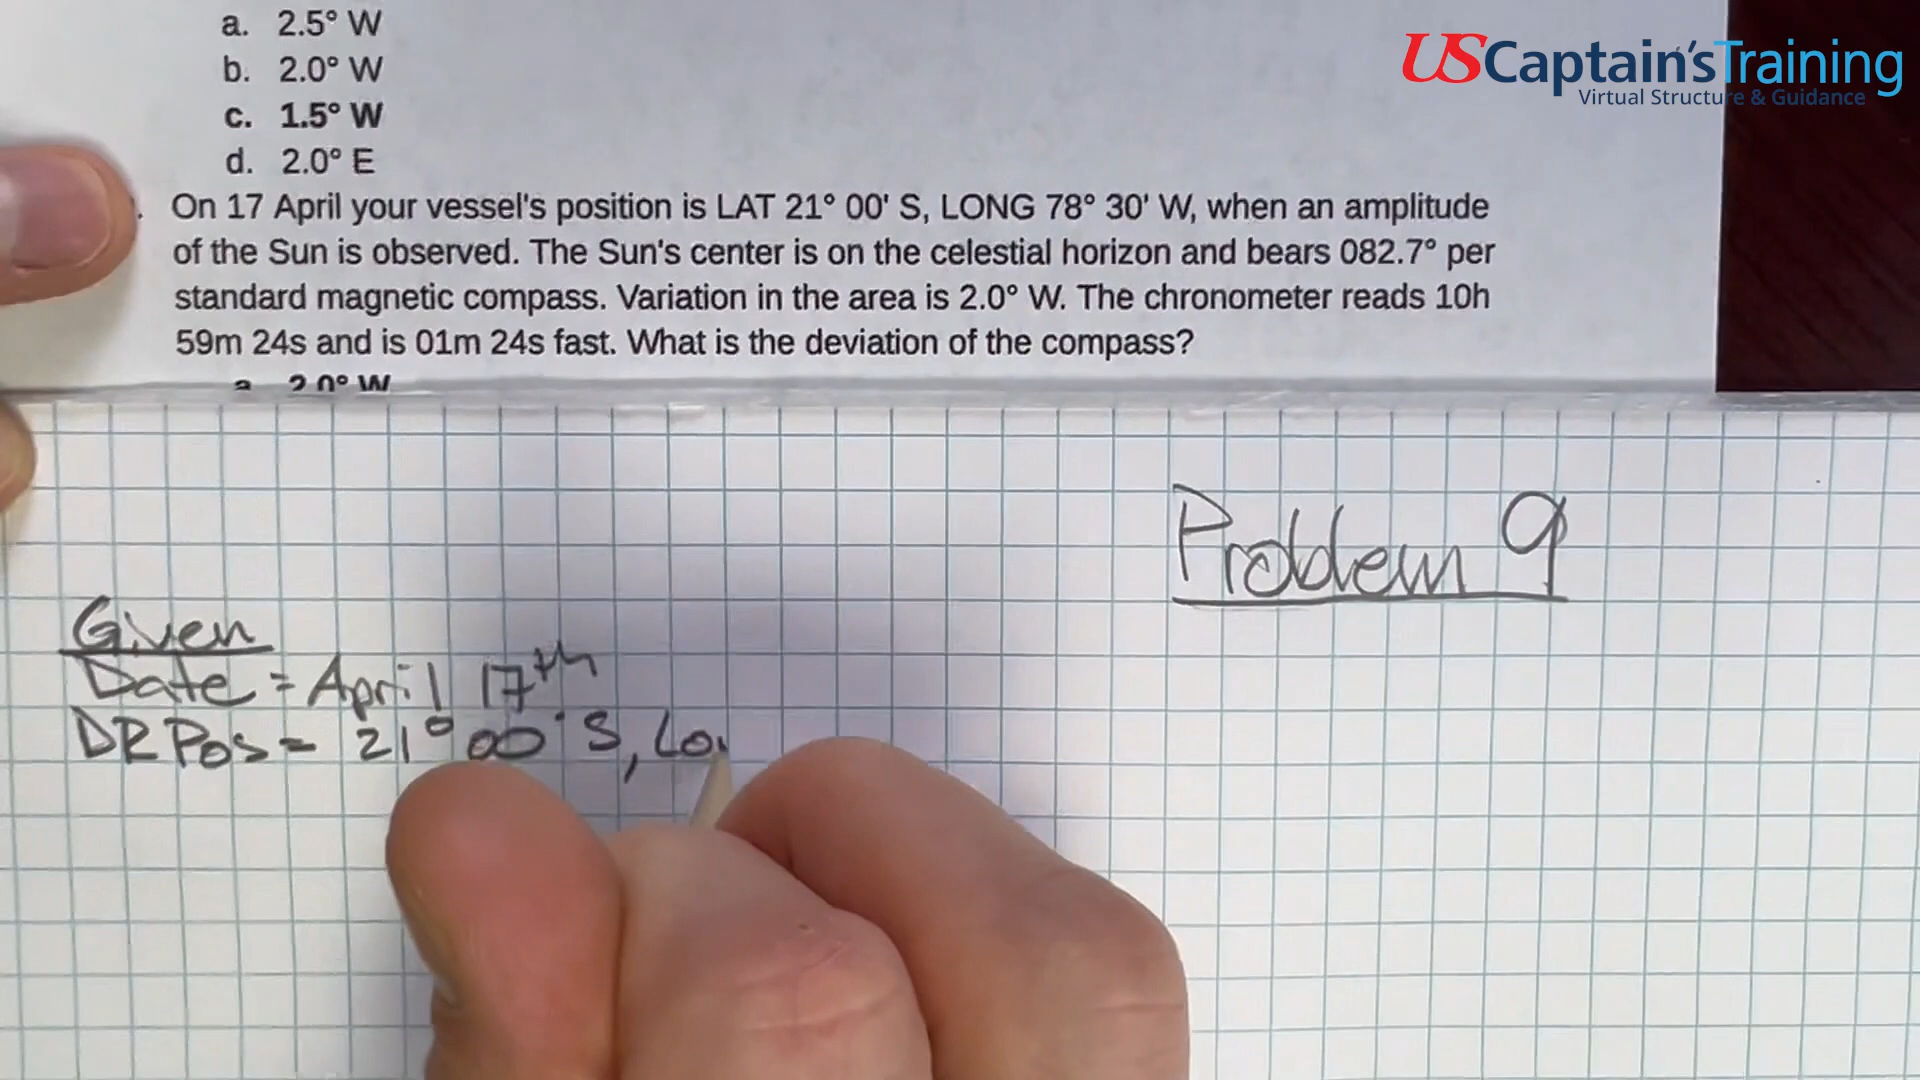 a. 2.5° W
b. 2.0° W
c. 1.5° W
d. 2.0° E
USCaptain'sTraining
Virtual Structure & Guidance
. On 17 April your vessel's position is LAT 21° 00' S, LONG 78° 30' W, when an amplitude
of the Sun is observed. The Sun's center is on the celestial horizon and bears 082.7° per
standard magnetic compass. Variation in the area is 2.0° W. The chronometer reads 10h
59m 24s and is 01m 24s fast. What is the deviation of the compass?
a 2.0° W
Problem 9
Given
Date = April 17th
DR Pos = 21° 00' S, Lo